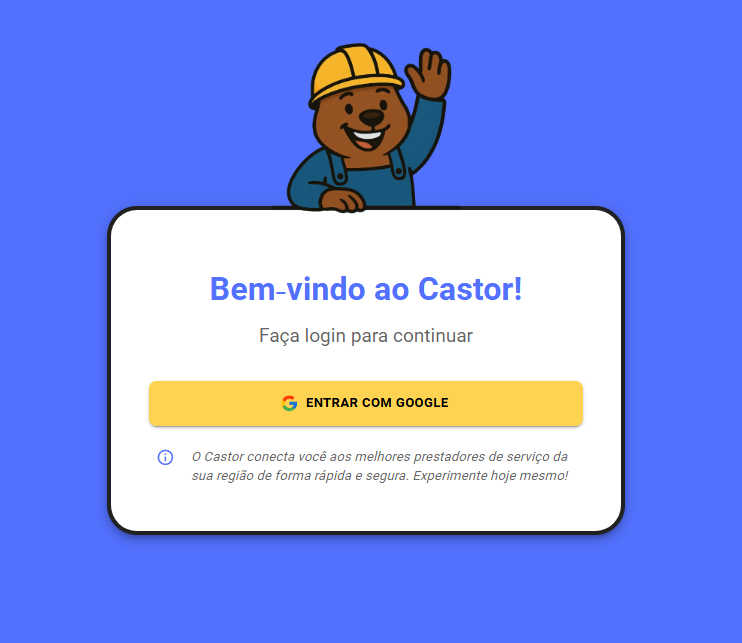 Bem-vindo ao Castor!
Faça login para continuar
ENTRAR COM GOOGLE
O Castor conecta você aos melhores prestadores de serviço da
sua região de forma rápida e segura. Experimente hoje mesmo!